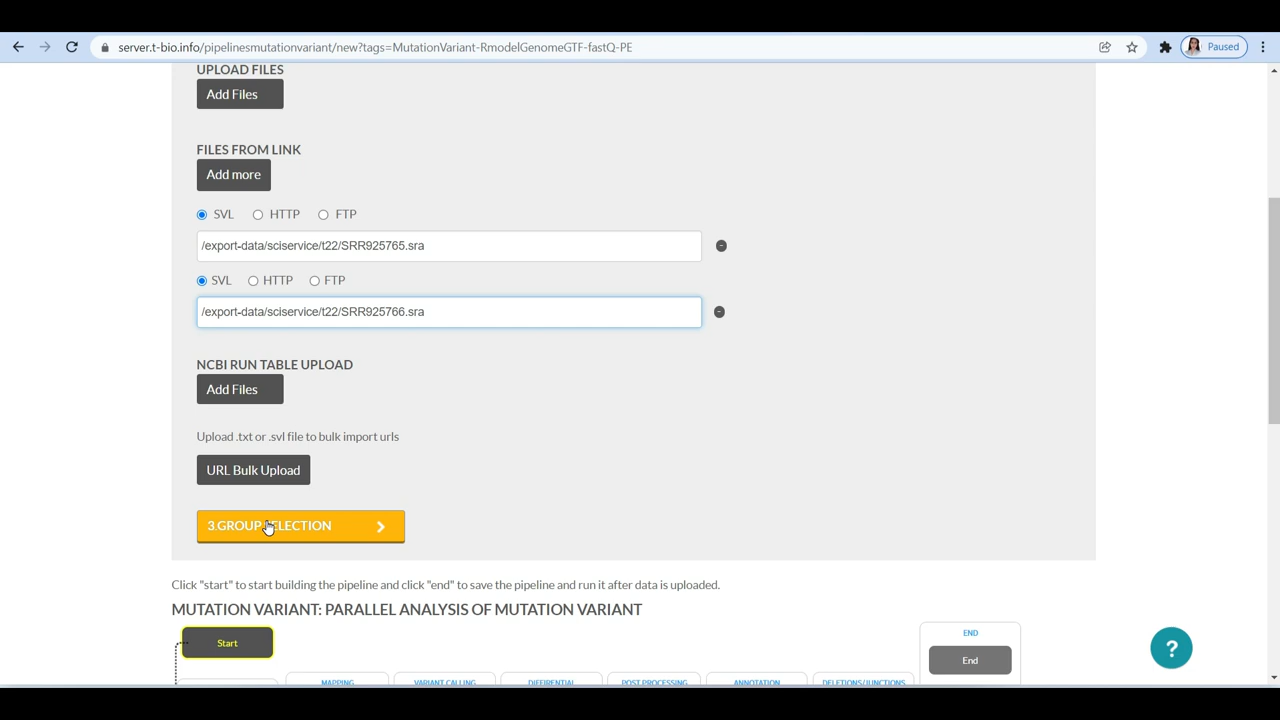 server.t-bio.info/pipelinesmutationvariant/new?tags=MutationVariant-RmodelGenomeGTF-fastQ-PE
Paused
UPLOAD FILES
Add Files
FILES FROM LINK
Add more
SVL HTTP FTP
/export-data/sciservice/t22/SRR925765.sra
-
SVL HTTP FTP
/export-data/sciservice/t22/SRR925766.sra
-
NCBI RUN TABLE UPLOAD
Add Files
Upload .txt or .svl file to bulk import urls
URL Bulk Upload
3.GROUP SELECTION
Click "start" to start building the pipeline and click "end" to save the pipeline and run it after data is uploaded.
MUTATION VARIANT: PARALLEL ANALYSIS OF MUTATION VARIANT
Start
END
End
?
MAPPING VARIANT CALLING DIFFERENTIAL POST PROCESSING ANNOTATION DELETIONS/JUNCTIONS